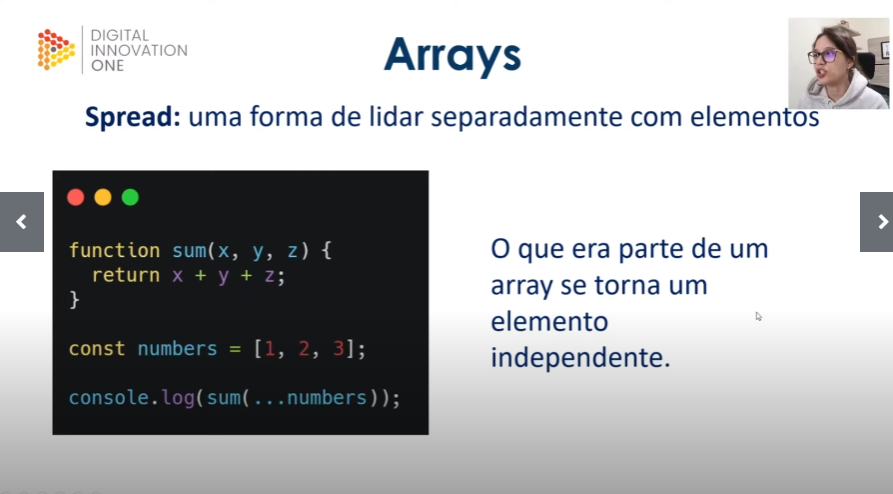 DIGITAL
INNOVATION
ONE
Arrays
Spread: uma forma de lidar separadamente com elementos
function sum(x, y, z) {
  return x + y + z;
}
const numbers = [1, 2, 3];
console.log(sum(...numbers));
O que era parte de um
array se torna um
elemento
independente.